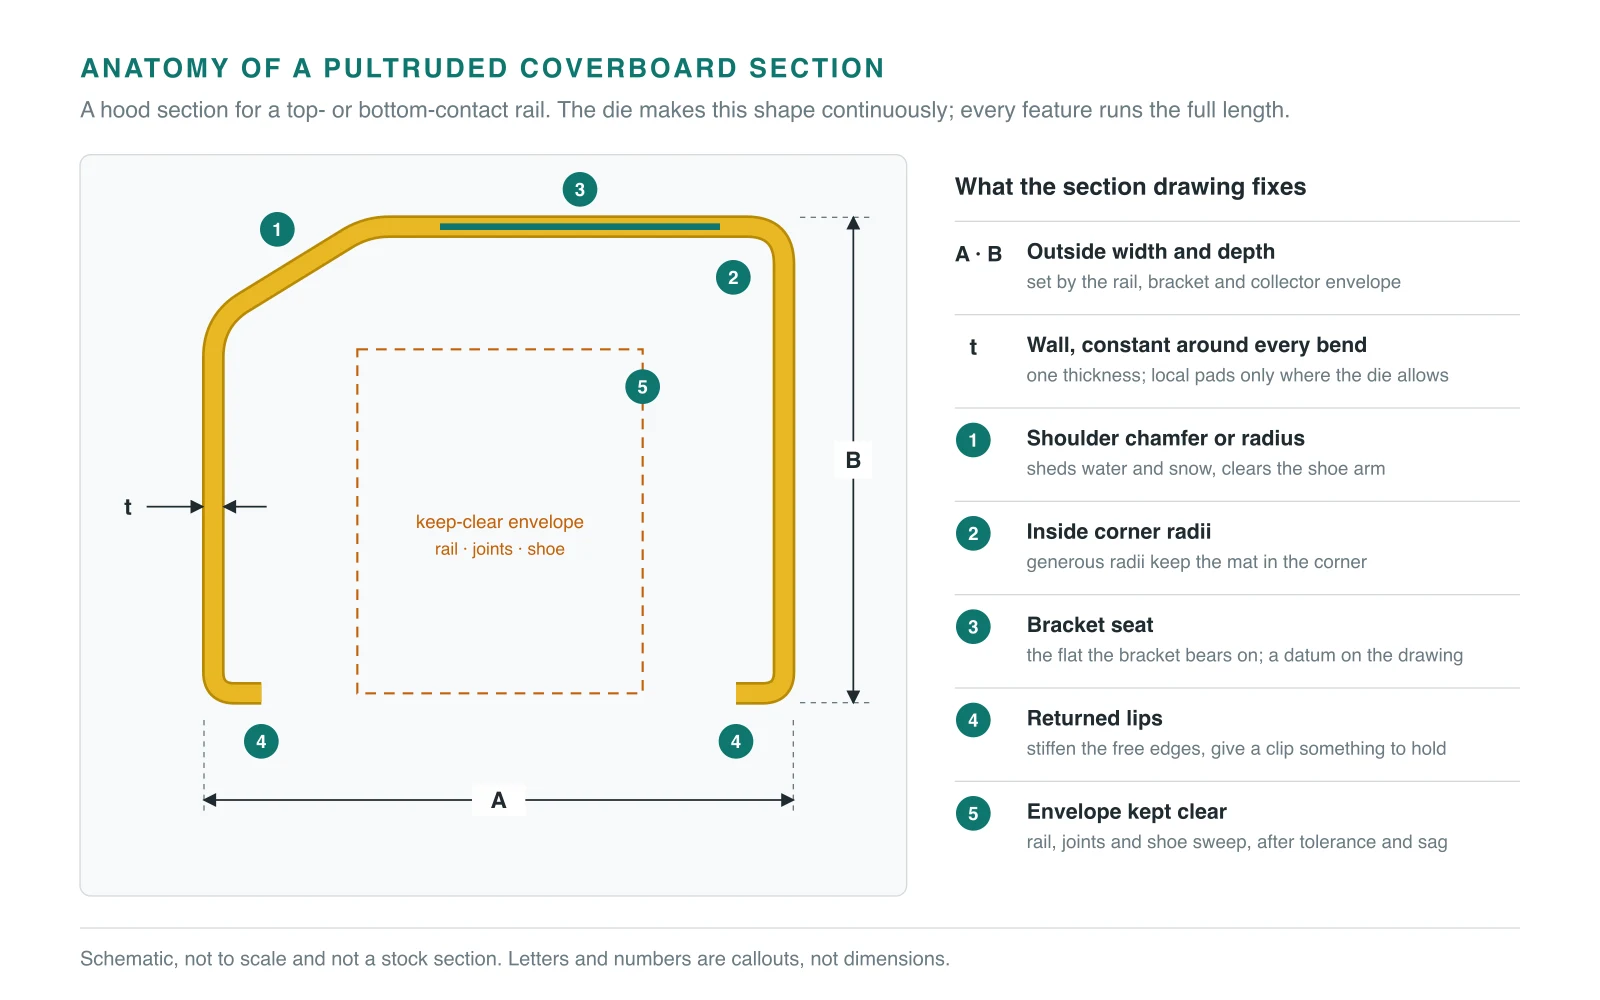 ANATOMY OF A PULTRUDED COVERBOARD SECTION
A hood section for a top- or bottom-contact rail. The die makes this shape continuously; every feature runs the full length.
3
1
2
5
keep-clear envelope
rail · joints · shoe
t
B
4
4
A
What the section drawing fixes
A · B
Outside width and depth
set by the rail, bracket and collector envelope
t
Wall, constant around every bend
one thickness; local pads only where the die allows
1
Shoulder chamfer or radius
sheds water and snow, clears the shoe arm
2
Inside corner radii
generous radii keep the mat in the corner
3
Bracket seat
the flat the bracket bears on; a datum on the drawing
4
Returned lips
stiffen the free edges, give a clip something to hold
5
Envelope kept clear
rail, joints and shoe sweep, after tolerance and sag
Schematic, not to scale and not a stock section. Letters and numbers are callouts, not dimensions.